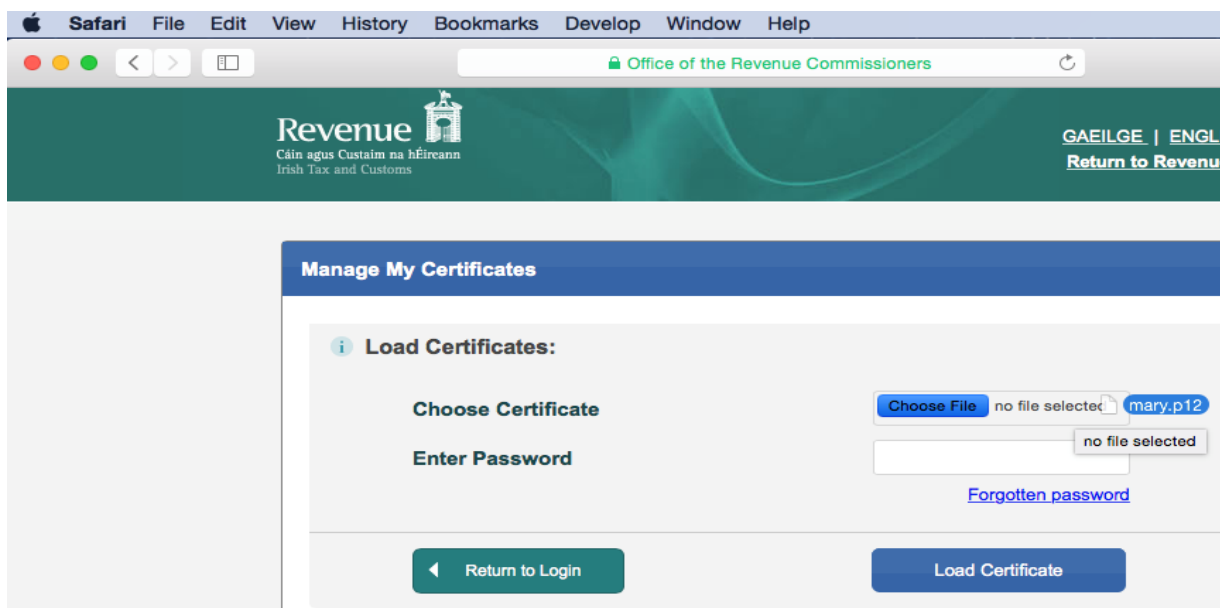 Safari File Edit View History Bookmarks Develop Window Help
Office of the Revenue Commissioners
Revenue
Cáin agus Custaim na hÉireann
Irish Tax and Customs
GAEILGE | ENGL
Return to Revenu
Manage My Certificates
i Load Certificates:
Choose Certificate Choose File no file selected mary.p12
no file selected
Enter Password
Forgotten password
Return to Login Load Certificate